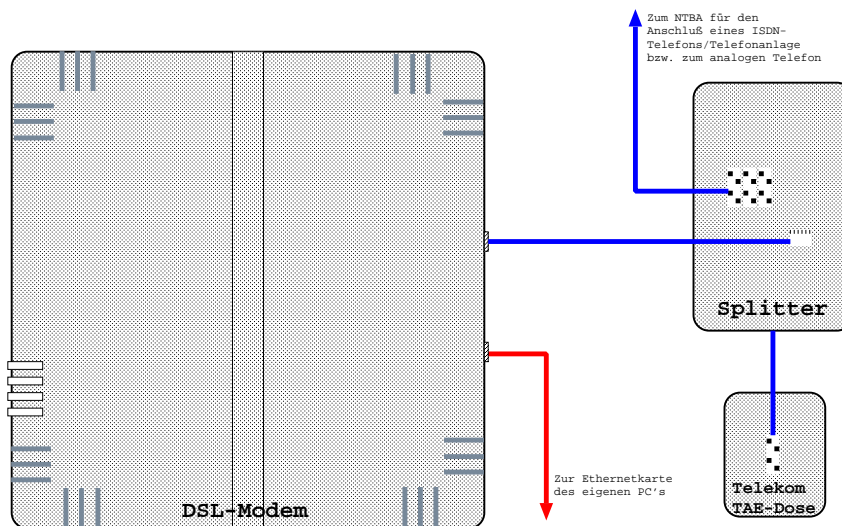 Zum NTBA für den
Anschluß eines ISDN-
Telefons/Telefonanlage
bzw. zum analogen Telefon
Splitter
Zur Ethernetkarte
des eigenen PC's
DSL-Modem
Telekom
TAE-Dose